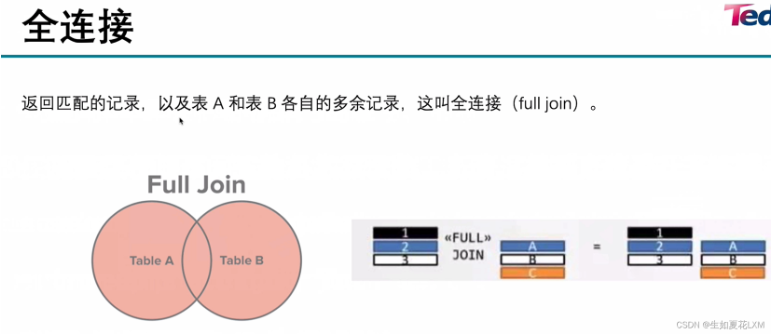 全连接
Ted
返回匹配的记录，以及表 A 和表 B 各自的多余记录，这叫全连接（full join）。
Full Join
Table A
Table B
1
2
3
«FULL»
JOIN
A
B
C
=
1
2
3
A
B
C
CSDN @生如夏花LXM